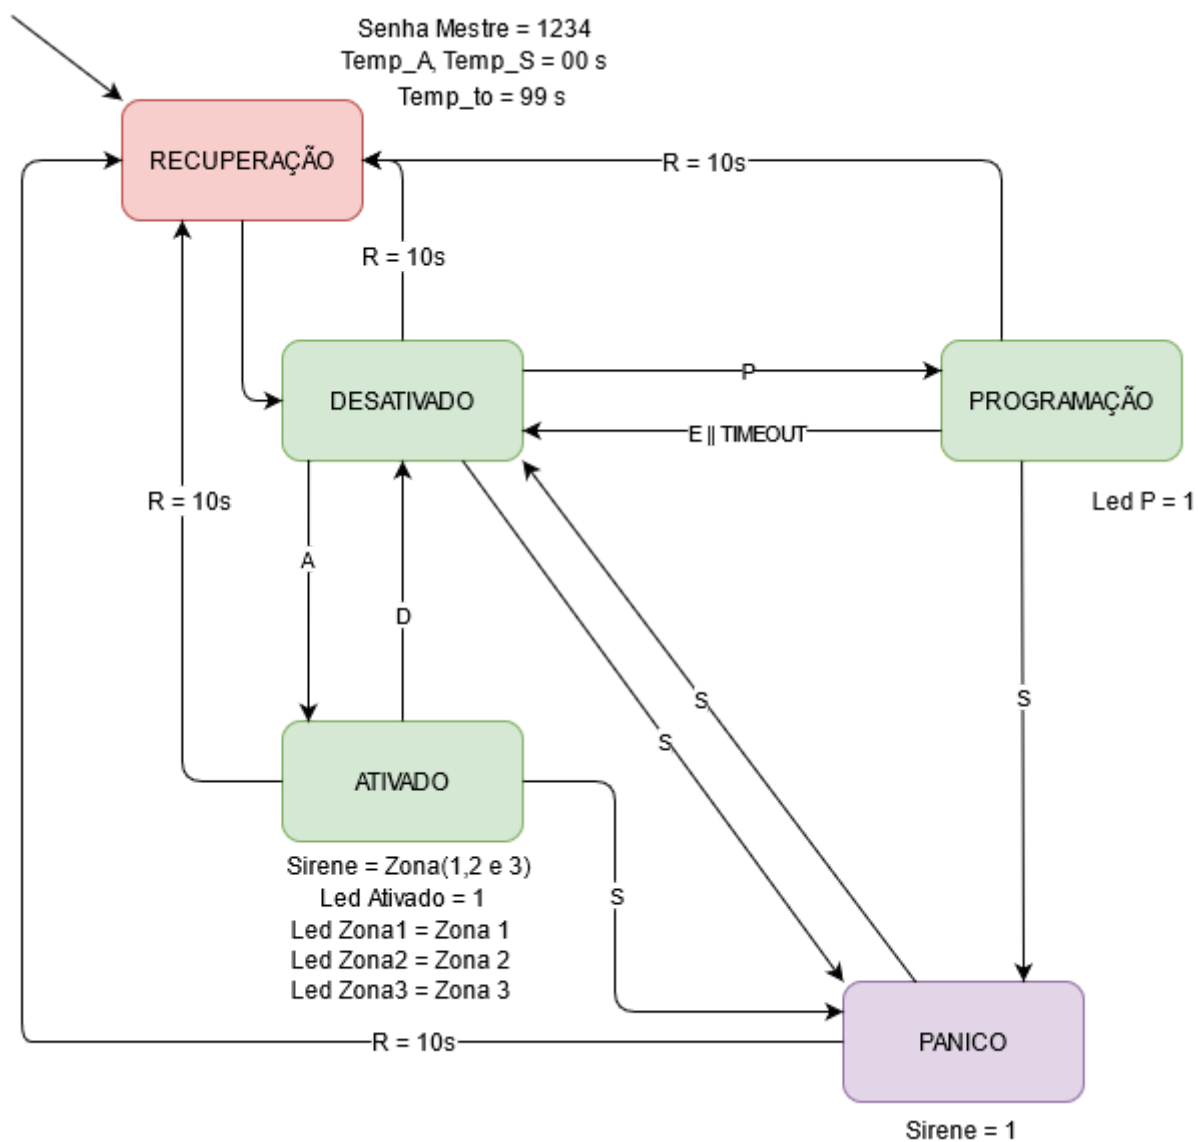 Senha Mestre = 1234
Temp_A, Temp_S = 00 s
Temp_to = 99 s
RECUPERAÇÃO
R = 10s
R = 10s
DESATIVADO
P
E || TIMEOUT
PROGRAMAÇÃO
Led P = 1
R = 10s
A
D
S
S
S
ATIVADO
Sirene = Zona(1,2 e 3)
Led Ativado = 1
Led Zona1 = Zona 1
Led Zona2 = Zona 2
Led Zona3 = Zona 3
S
R = 10s
PANICO
Sirene = 1